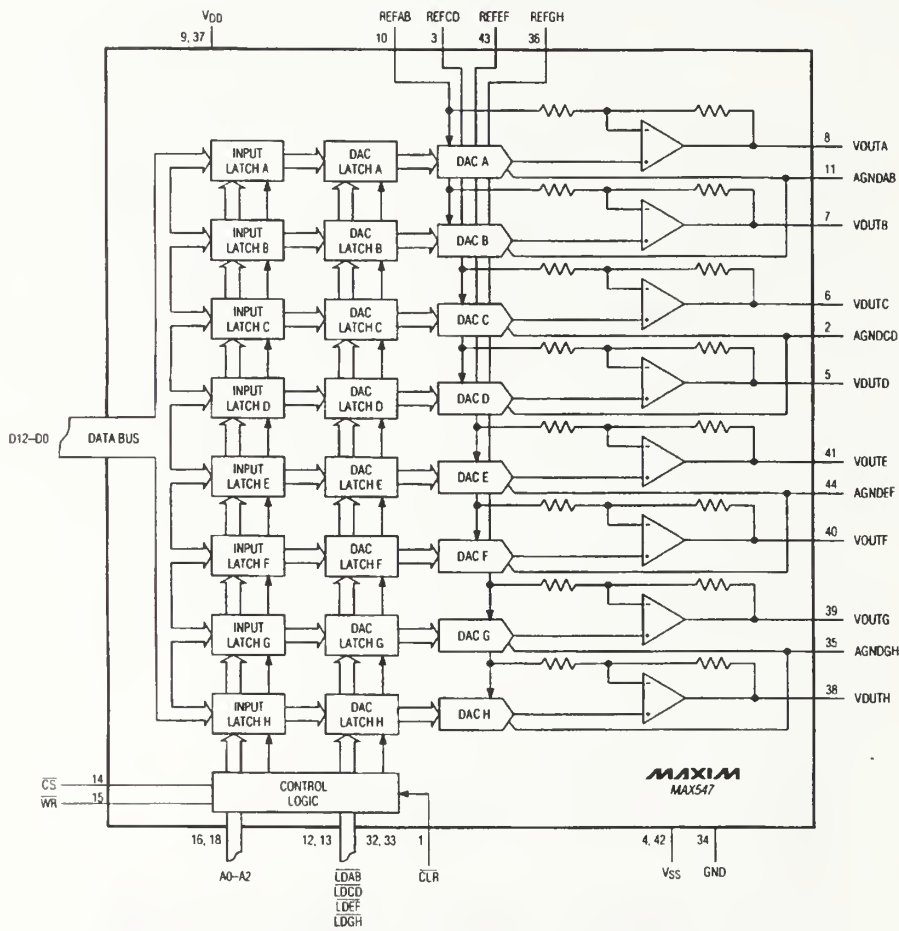 VDD REFAB REFCD REFEF REFGH
9, 37 10 3 43 36
INPUT LATCH A DAC LATCH A DAC A
8 VOUTA
11 AGNDAB
INPUT LATCH B DAC LATCH B DAC B
7 VDUTB
INPUT LATCH C DAC LATCH C DAC C
6 VDUTC
2 AGNDCD
INPUT LATCH D DAC LATCH D DAC D
5 VDUTD
D12–D0 DATA BUS
INPUT LATCH E DAC LATCH E DAC E
41 VOUTE
44 AGNDEF
INPUT LATCH F DAC LATCH F DAC F
40 VOUTF
INPUT LATCH G DAC LATCH G DAC G
39 VOUTG
35 AGNDGH
INPUT LATCH H DAC LATCH H DAC H
38 VDUTH
CS 14
WR 15
CONTROL LOGIC
MAXIM
MAX547
16, 18 12, 13 32, 33 1 4, 42 34
A0–A2 LDAB CLR VSS GND
LDCD
LDEF
LDGH